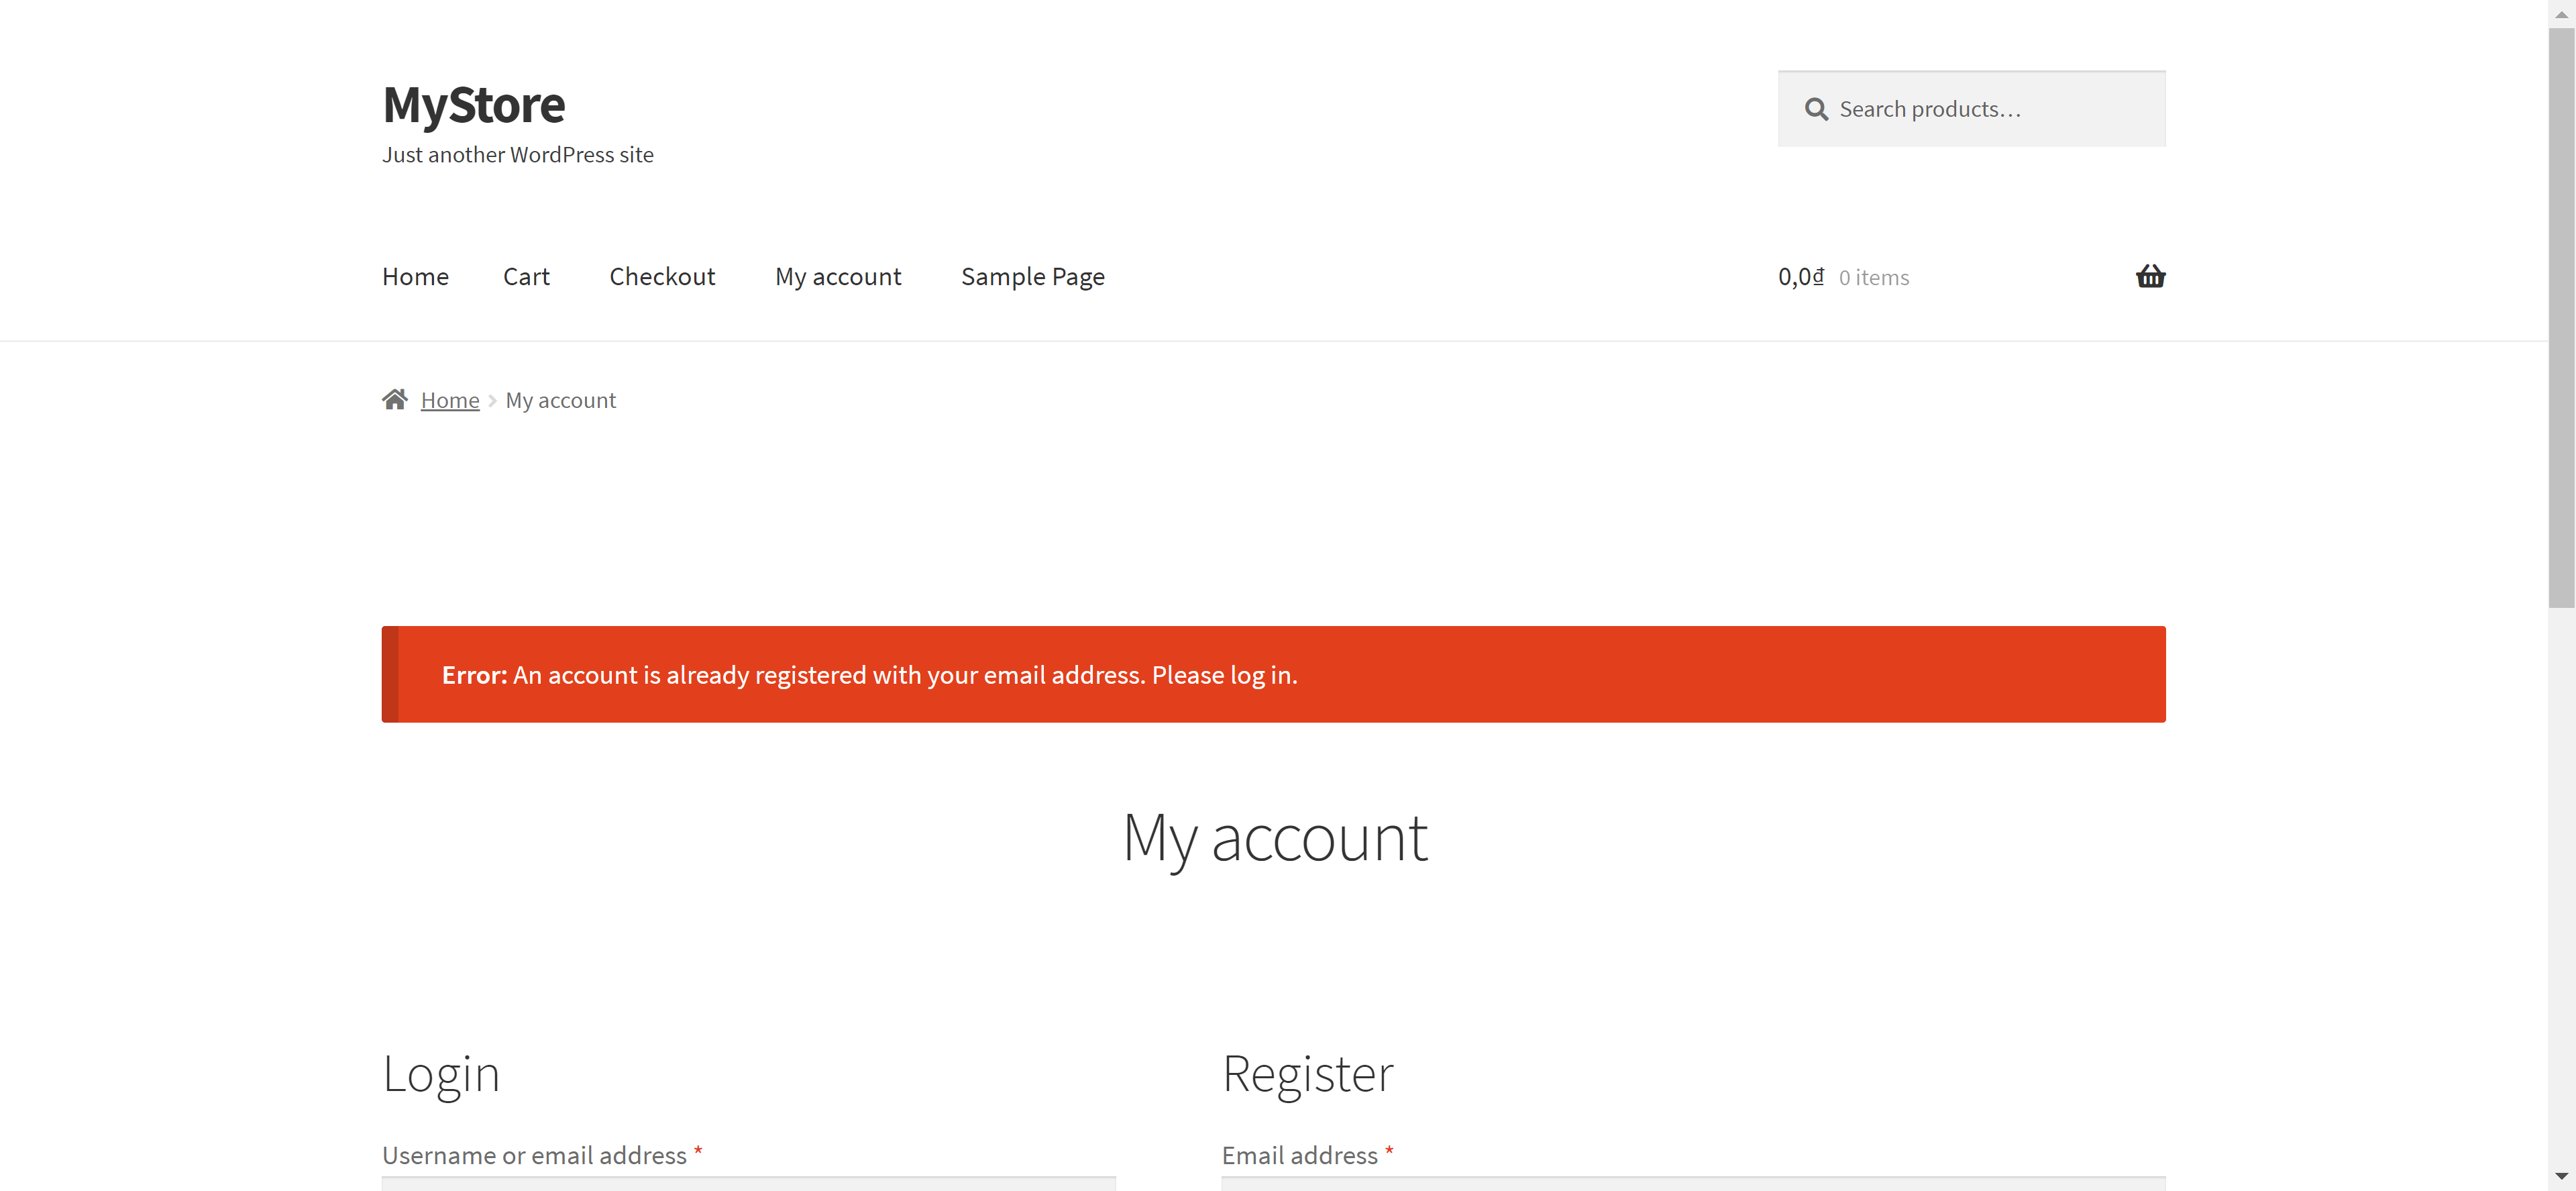 MyStore
Just another WordPress site
Search products…
Home Cart Checkout My account Sample Page
0,0₫ 0 items
Home My account
Error: An account is already registered with your email address. Please log in.
My account
Login
Username or email address *
Register
Email address *